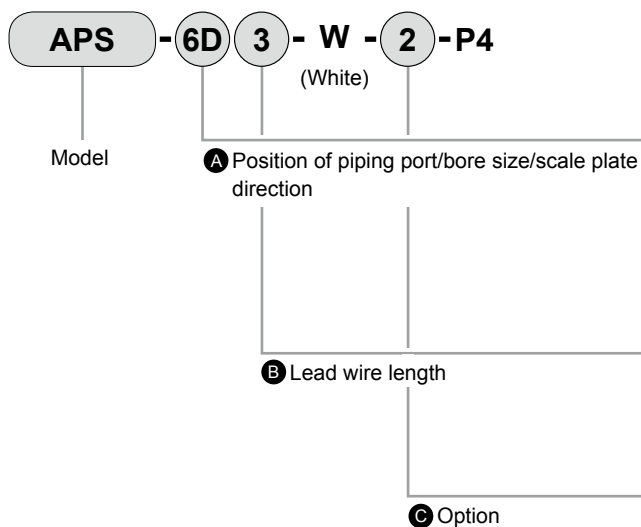 APS - 6D 3 - W - 2 - P4
(White)
Model
A Position of piping port/bore size/scale plate
direction
B Lead wire length
C Option